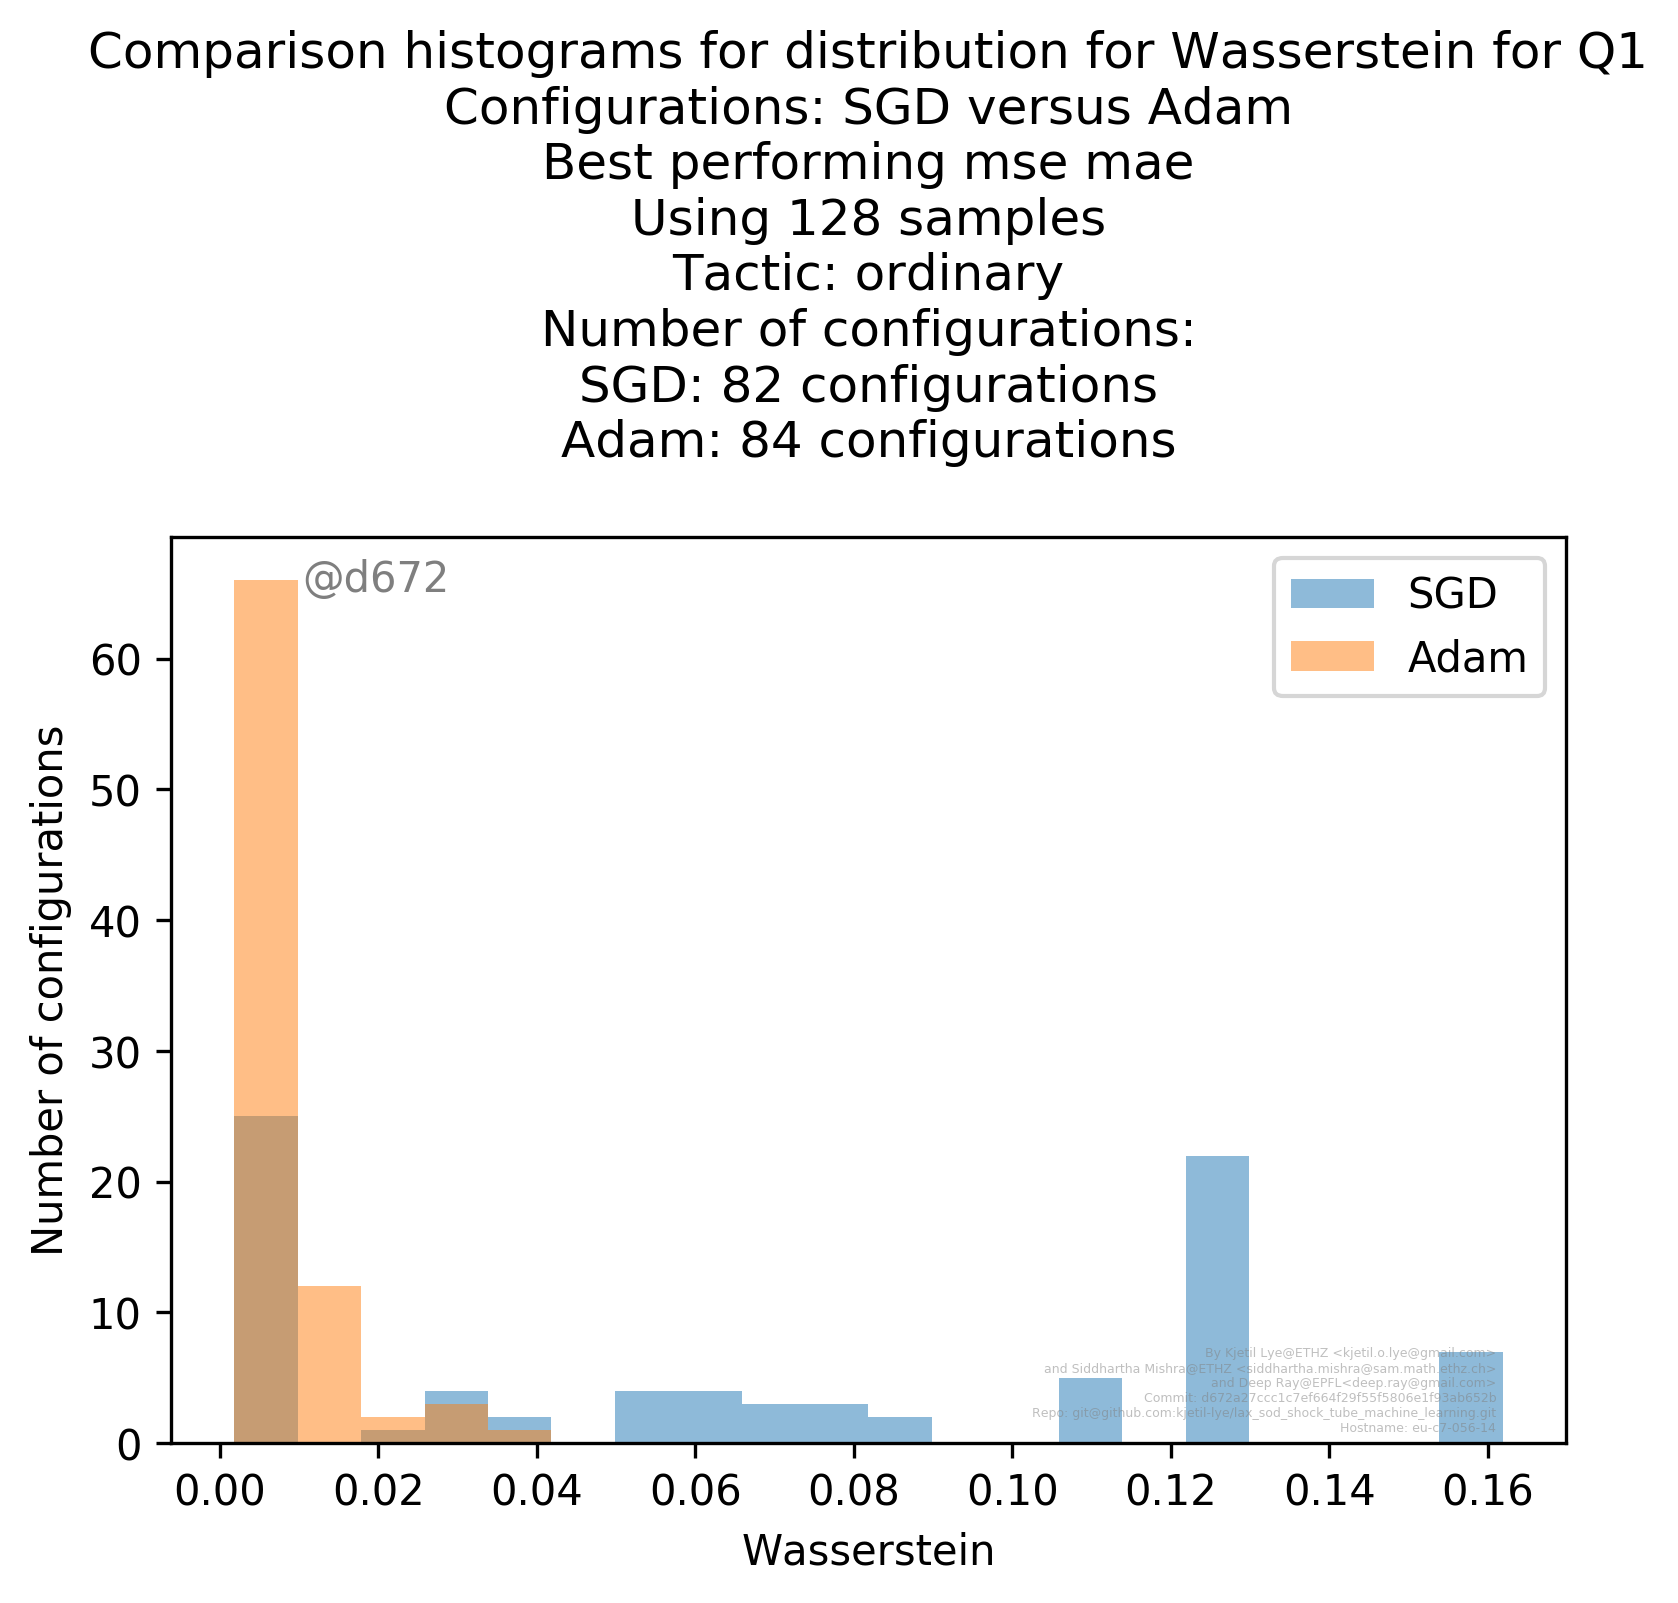 Comparison histograms for distribution for Wasserstein for Q1
Configurations: SGD versus Adam
Best performing mse mae
Using 128 samples
Tactic: ordinary
Number of configurations:
SGD: 82 configurations
Adam: 84 configurations
@d672
SGD
Adam
60
50
40
30
20
10
0
Number of configurations
By Kjetil Lye@ETHZ <kjetil.o.lye@gmail.com>
and Siddhartha Mishra@ETHZ <siddhartha.mishra@sam.math.ethz.ch>
and Deep Ray@EPFL<deep.ray@gmail.com>
Commit: d672a27ccc1c7ef664f29f55f5806e1f93ab652b
Repo: git@github.com:kjetil-lye/lax_sod_shock_tube_machine_learning.git
Hostname: eu-c7-056-14
0.00 0.02 0.04 0.06 0.08 0.10 0.12 0.14 0.16
Wasserstein